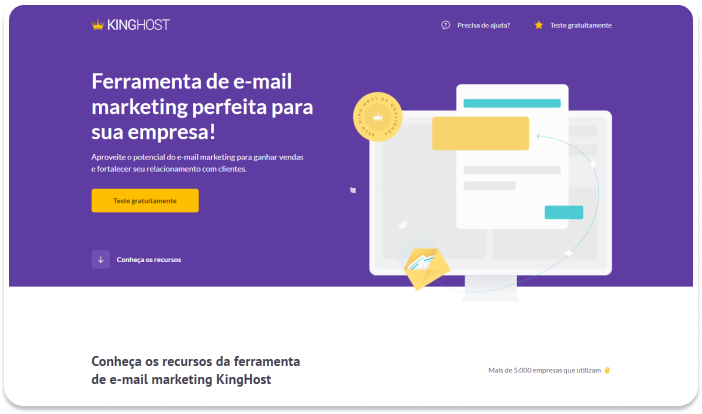 KINGHOST
Precisa de ajuda?
Teste gratuitamente
Ferramenta de e-mail
marketing perfeita para
sua empresa!
Aproveite o potencial do e-mail marketing para ganhar vendas
e fortalecer seu relacionamento com clientes.
Teste gratuitamente
Conheça os recursos
Conheça os recursos da ferramenta
de e-mail marketing KingHost
Mais de 5.000 empresas que utilizam